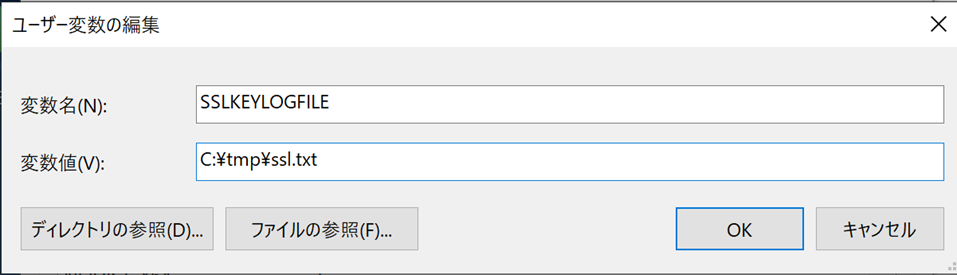 ユーザー変数の編集
変数名(N):
SSLKEYLOGFILE
変数値(V):
C:¥tmp¥ssl.txt
ディレクトリの参照(D)...
ファイルの参照(F)...
OK
キャンセル